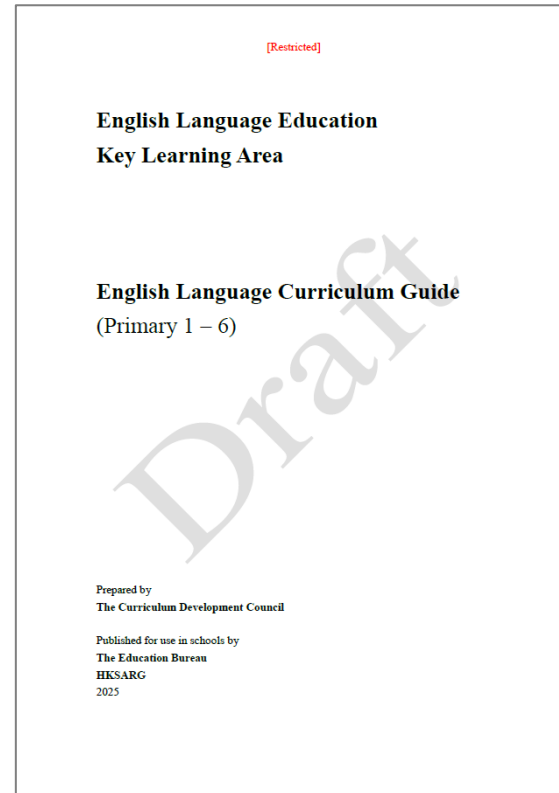 [Restricted]
English Language Education
Key Learning Area
Draft
English Language Curriculum Guide
(Primary 1 – 6)
Prepared by
The Curriculum Development Council
Published for use in schools by
The Education Bureau
HKSARG
2025